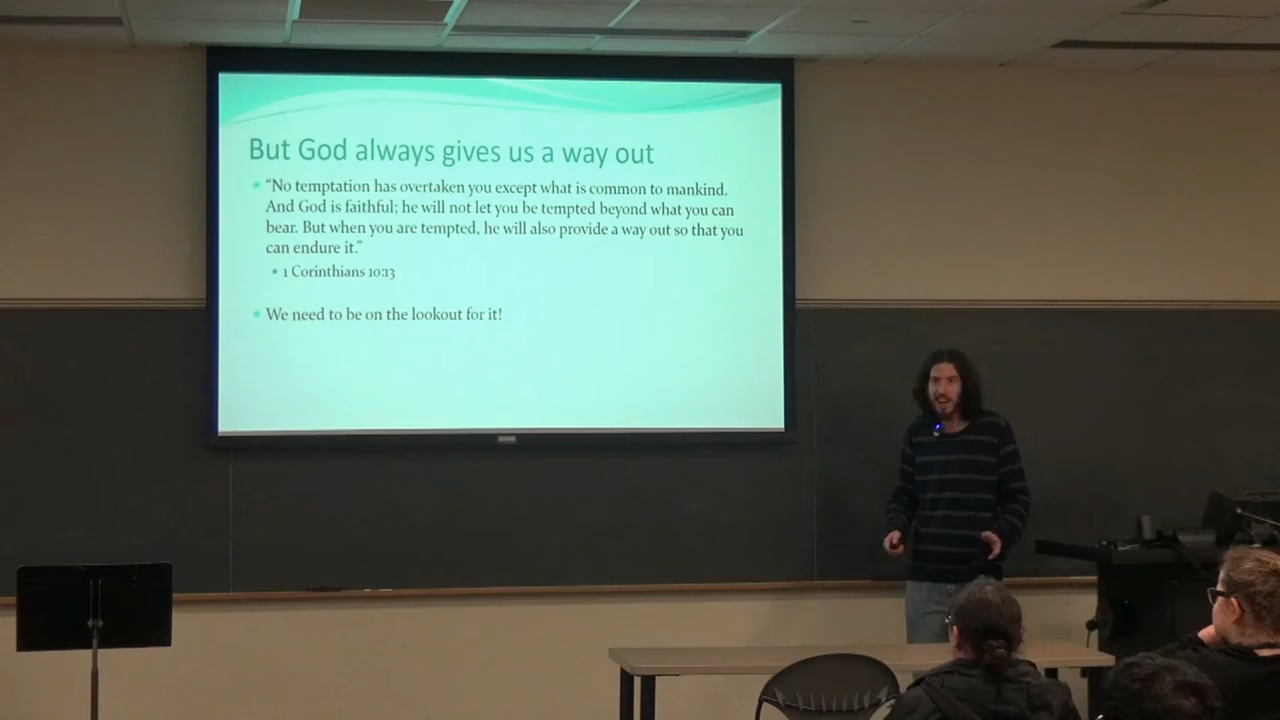 But God always gives us a way out
“No temptation has overtaken you except what is common to mankind.
And God is faithful; he will not let you be tempted beyond what you can
bear. But when you are tempted, he will also provide a way out so that you
can endure it.”
1 Corinthians 10:13
We need to be on the lookout for it!